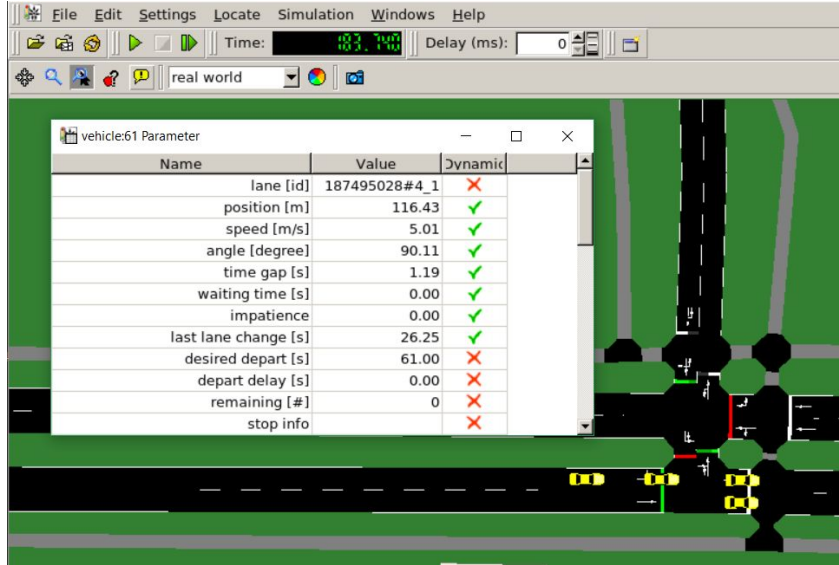 File Edit Settings Locate Simulation Windows Help
Time: 183.740 Delay (ms): 0
real world
vehicle:61 Parameter
Name Value Dynamic
lane [id] 187495028#4_1
position [m] 116.43
speed [m/s] 5.01
angle [degree] 90.11
time gap [s] 1.19
waiting time [s] 0.00
impatience 0.00
last lane change [s] 26.25
desired depart [s] 61.00
depart delay [s] 0.00
remaining [#] 0
stop info